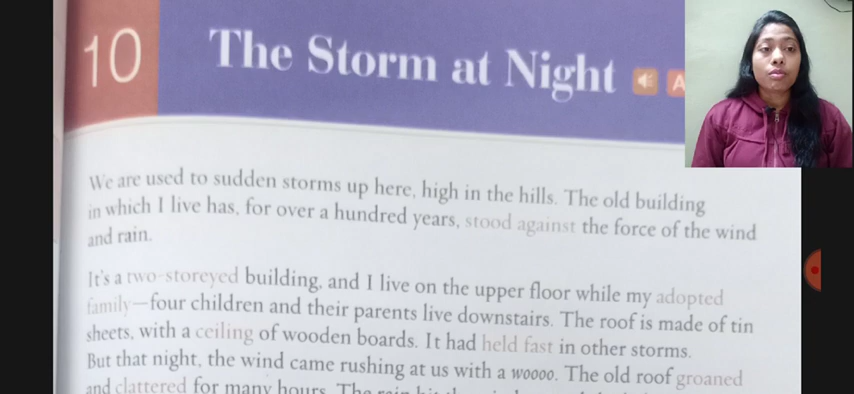 10 The Storm at Night A
We are used to sudden storms up here, high in the hills. The old building
in which I live has, for over a hundred years, stood against the force of the wind
and rain.
It's a two-storeyed building, and I live on the upper floor while my adopted
family—four children and their parents live downstairs. The roof is made of tin
sheets, with a ceiling of wooden boards. It had held fast in other storms.
But that night, the wind came rushing at us with a woooo. The old roof groaned
and clattered for many hours. The rain hit the